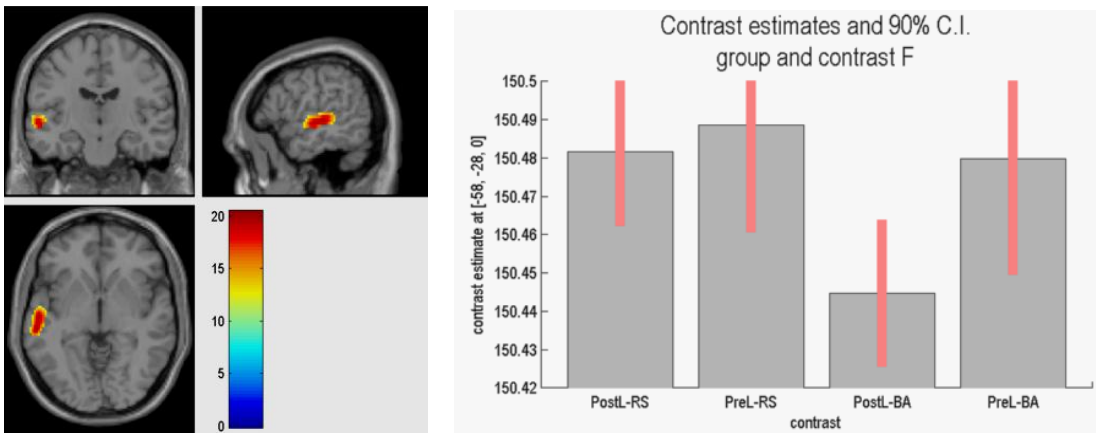 20
15
10
5
0
Contrast estimates and 90% C.I.
group and contrast F
contrast estimate at [-58, -28, 0]
150.5
150.49
150.48
150.47
150.46
150.45
150.44
150.43
150.42
PostL-RS PreL-RS PostL-BA PreL-BA
contrast